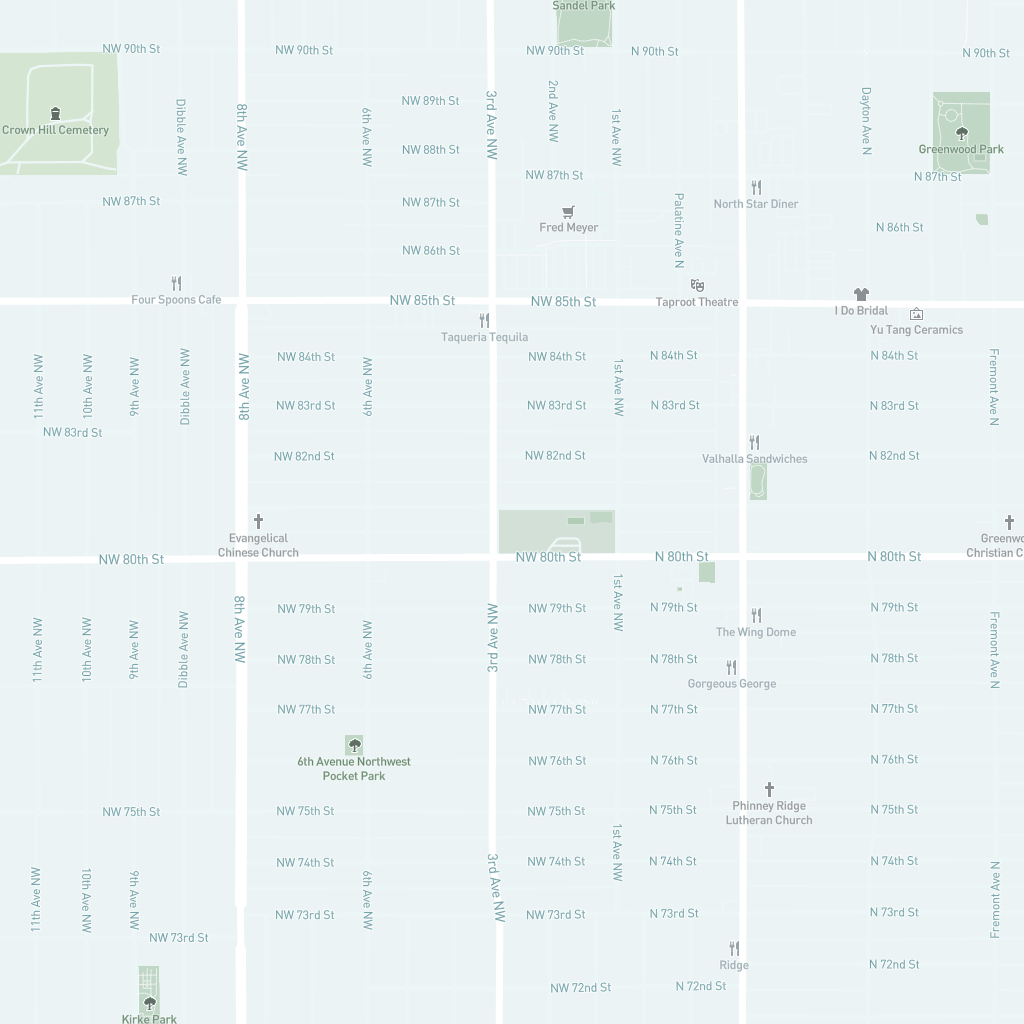 Sandel Park
NW 90th St
NW 90th St
NW 90th St
N 90th St
N 90th St
Crown Hill Cemetery
Dibble Ave NW
8th Ave NW
6th Ave NW
NW 89th St
3rd Ave NW
2nd Ave NW
1st Ave NW
Dayton Ave N
Greenwood Park
NW 88th St
NW 87th St
N 87th St
NW 87th St
NW 87th St
North Star Diner
Palatine Ave N
Fred Meyer
N 86th St
NW 86th St
Four Spoons Cafe
NW 85th St
NW 85th St
Taproot Theatre
I Do Bridal
Yu Tang Ceramics
Taqueria Tequila
11th Ave NW
10th Ave NW
9th Ave NW
Dibble Ave NW
8th Ave NW
NW 84th St
6th Ave NW
NW 84th St
1st Ave NW
N 84th St
N 84th St
Fremont Ave N
NW 83rd St
NW 83rd St
N 83rd St
N 83rd St
NW 83rd St
NW 82nd St
NW 82nd St
Valhalla Sandwiches
N 82nd St
Evangelical
Chinese Church
Greenwo
Christian C
NW 80th St
NW 80th St
N 80th St
N 80th St
11th Ave NW
10th Ave NW
9th Ave NW
Dibble Ave NW
8th Ave NW
NW 79th St
6th Ave NW
3rd Ave NW
NW 79th St
1st Ave NW
N 79th St
N 79th St
The Wing Dome
Fremont Ave N
NW 78th St
NW 78th St
N 78th St
N 78th St
Gorgeous George
NW 77th St
NW 77th St
N 77th St
N 77th St
6th Avenue Northwest
Pocket Park
NW 76th St
N 76th St
N 76th St
NW 75th St
NW 75th St
NW 75th St
N 75th St
Phinney Ridge
Lutheran Church
N 75th St
11th Ave NW
10th Ave NW
9th Ave NW
NW 74th St
6th Ave NW
3rd Ave NW
NW 74th St
1st Ave NW
N 74th St
N 74th St
Fremont Ave N
NW 73rd St
NW 73rd St
NW 73rd St
N 73rd St
N 73rd St
Ridge
N 72nd St
NW 72nd St
N 72nd St
Kirke Park